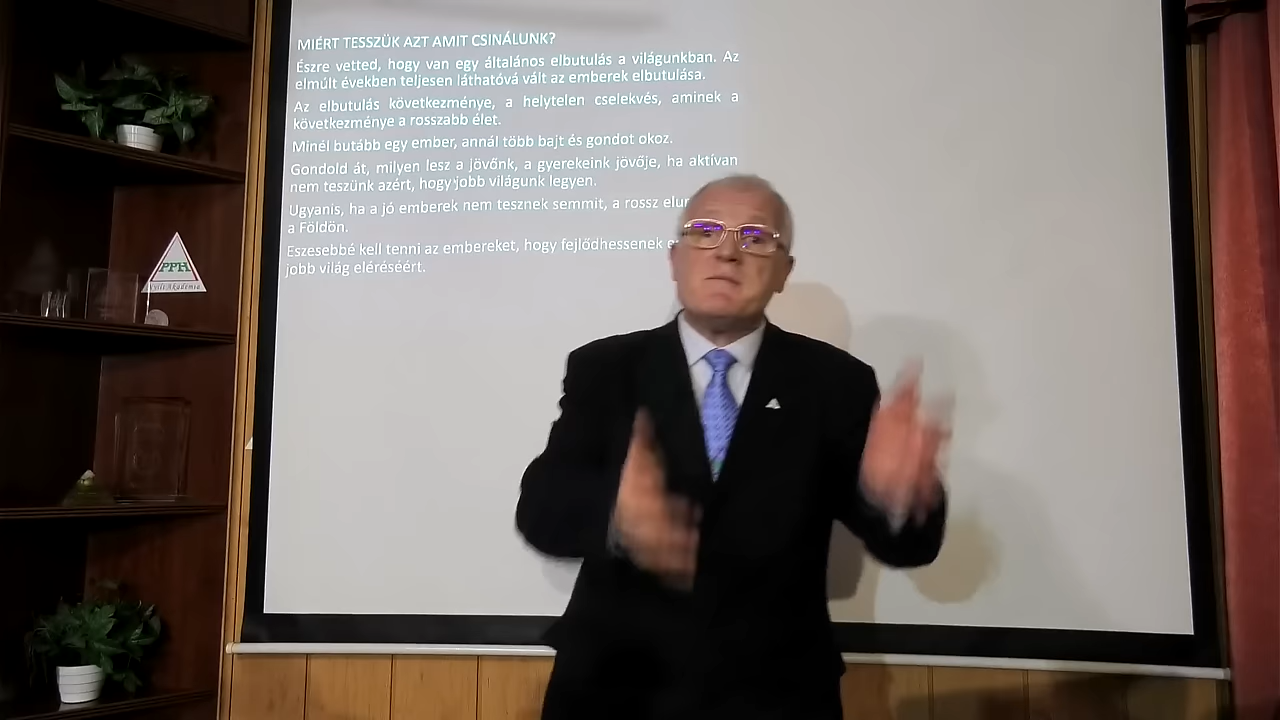 MIÉRT TESSZÜK AZT AMIT CSINÁLUNK?
Észre vetted, hogy van egy általános elbutulás a világunkban. Az
elmúlt években teljesen láthatóvá vált az emberek elbutulása.
Az elbutulás következménye, a helytelen cselekvés, aminek a
következménye a rosszabb élet.
Minél butább egy ember, annál több bajt és gondot okoz.
Gondold át, milyen lesz a jövőnk, a gyerekeink jövője, ha aktívan
nem teszünk azért, hogy jobb világunk legyen.
Ugyanis, ha a jó emberek nem tesznek semmit, a rossz
a Földön.
Eszesebbé kell tenni az embereket, hogy fejlődhessenek
jobb világ eléréséért.
PPH
Nyílt Akadémia